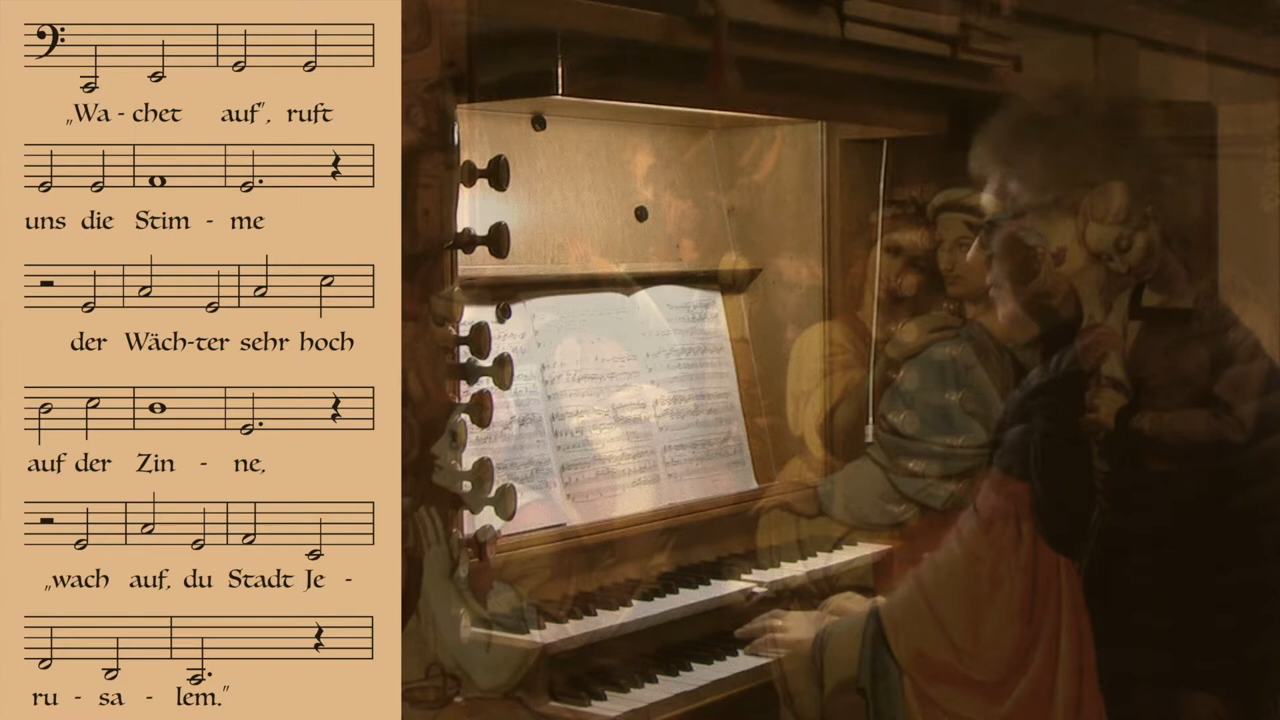 „Wa - chet auf”, ruft
uns die Stim - me
der Wäch-ter sehr hoch
auf der Zin - ne,
„wach auf, du Stadt Je -
ru - sa - lem.”